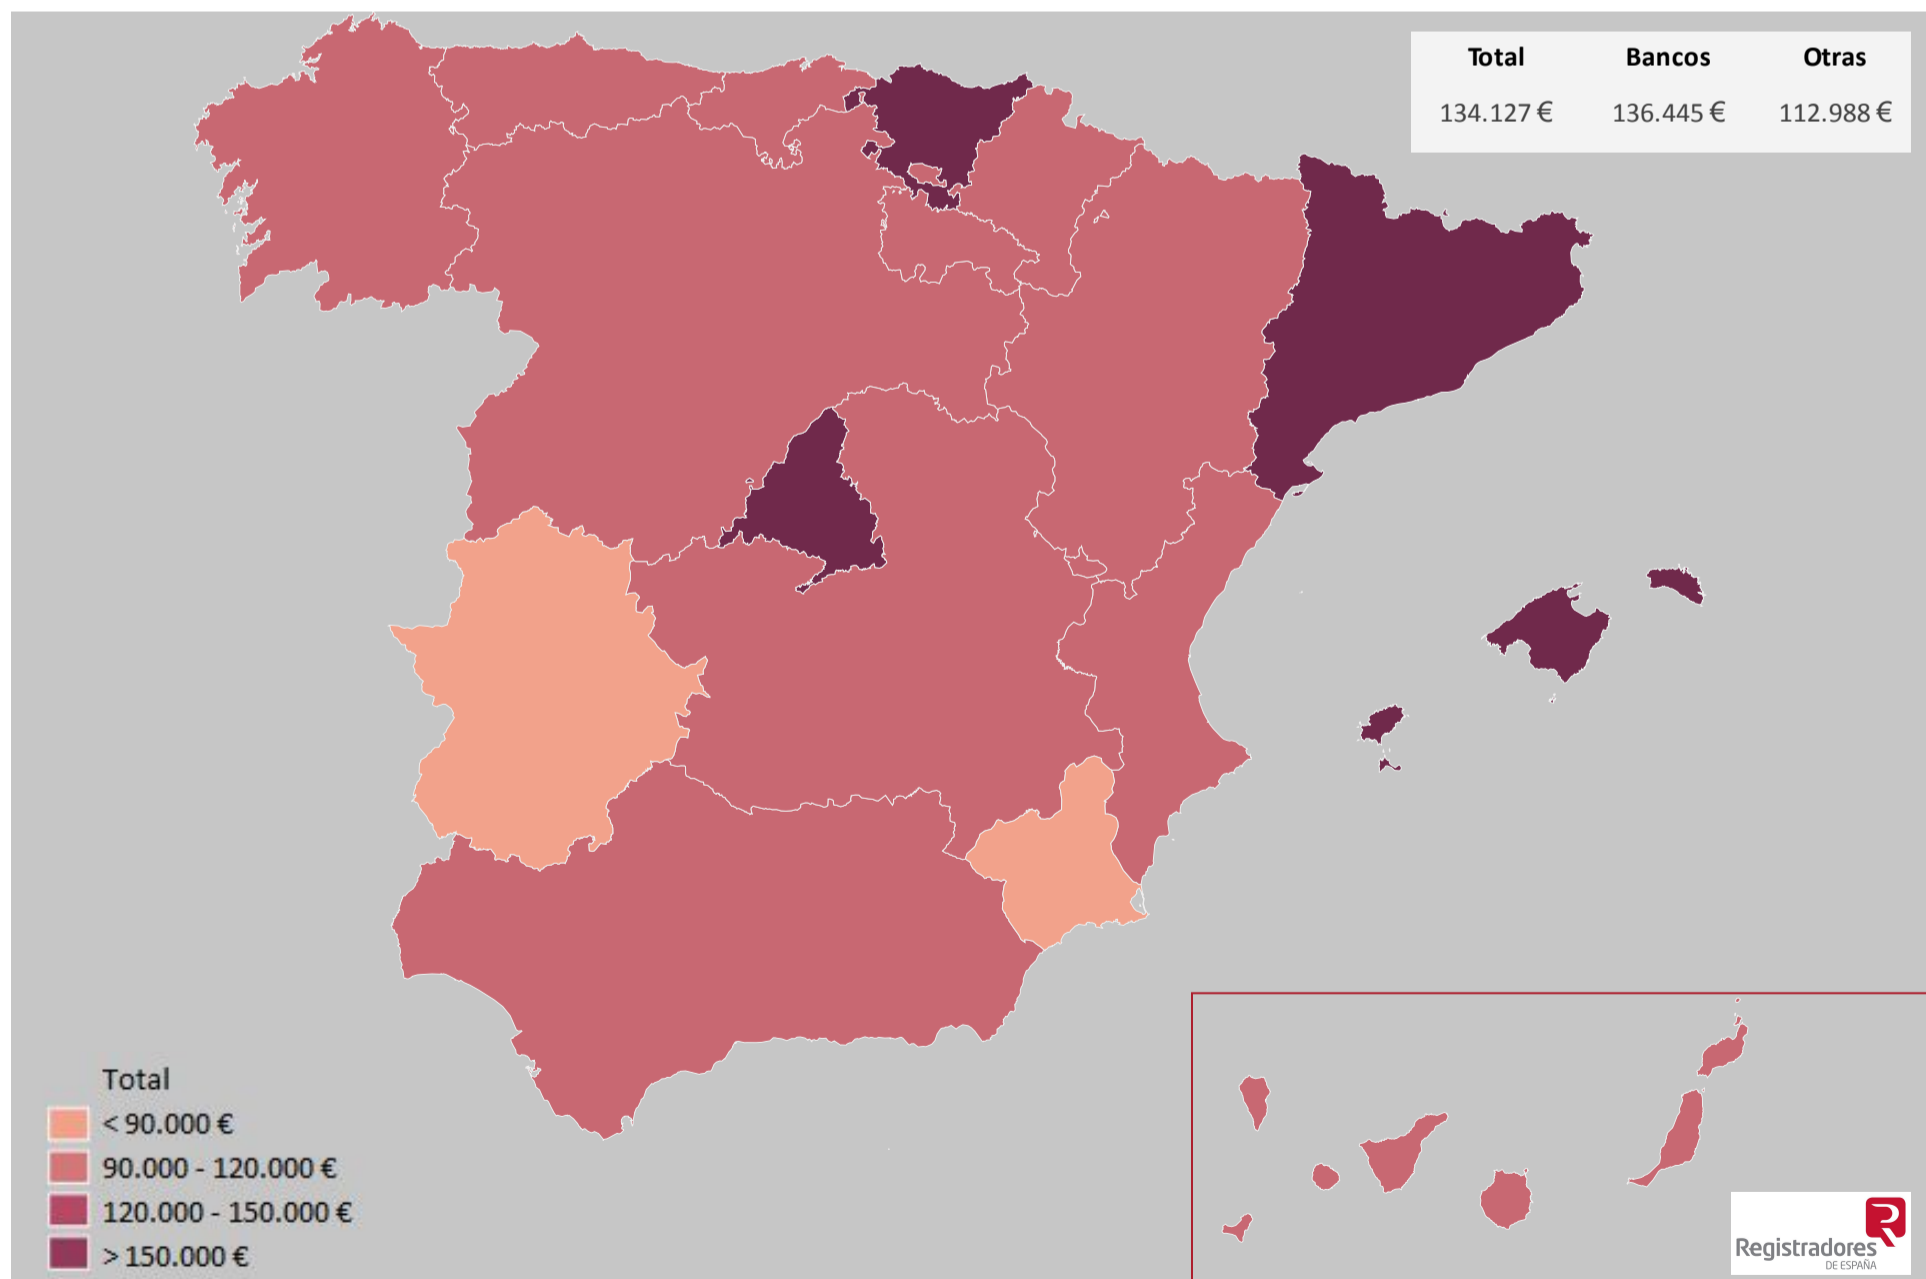 Total Bancos Otras
134.127 € 136.445 € 112.988 €
Total
< 90.000 €
90.000 - 120.000 €
120.000 - 150.000 €
> 150.000 €
Registradores
DE ESPAÑA